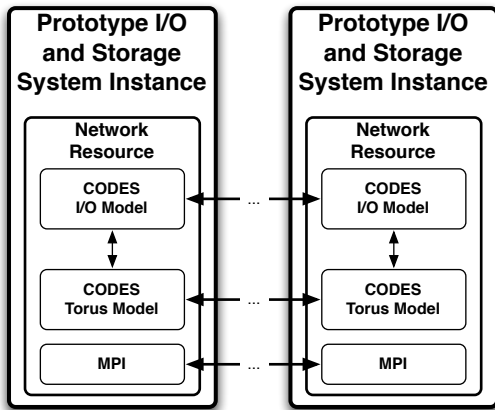 Prototype I/O
and Storage
System Instance
Network
Resource
CODES
I/O Model
CODES
Torus Model
MPI
...
...
...
Prototype I/O
and Storage
System Instance
Network
Resource
CODES
I/O Model
CODES
Torus Model
MPI